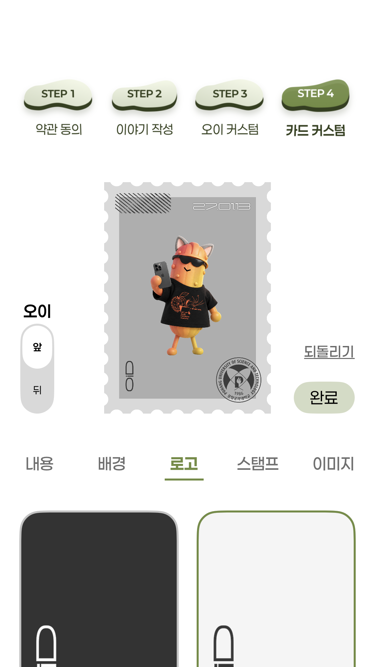 STEP 1
STEP 2
STEP 3
STEP 4
약관 동의
이야기 작성
오이 커스텀
카드 커스텀
270113
오이
앞
뒤
되돌리기
완료
내용
배경
로고
스탬프
이미지